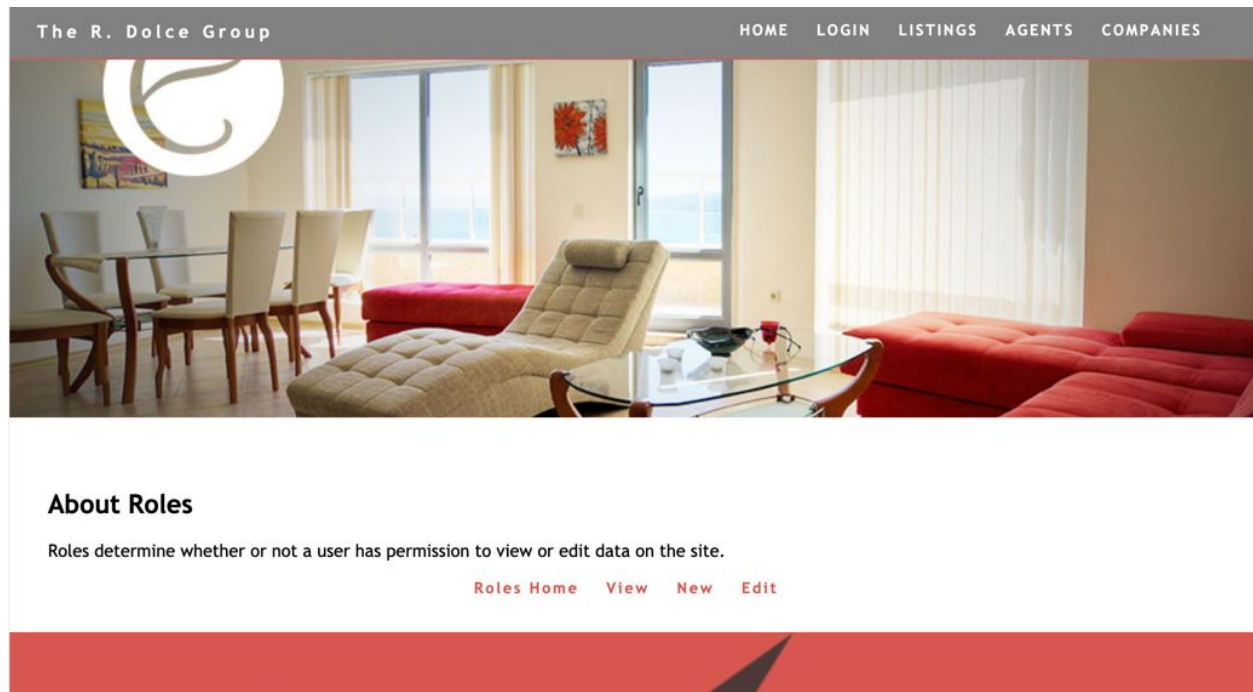 The R. Dolce Group HOME LOGIN LISTINGS AGENTS COMPANIES
About Roles
Roles determine whether or not a user has permission to view or edit data on the site.
Roles Home View New Edit